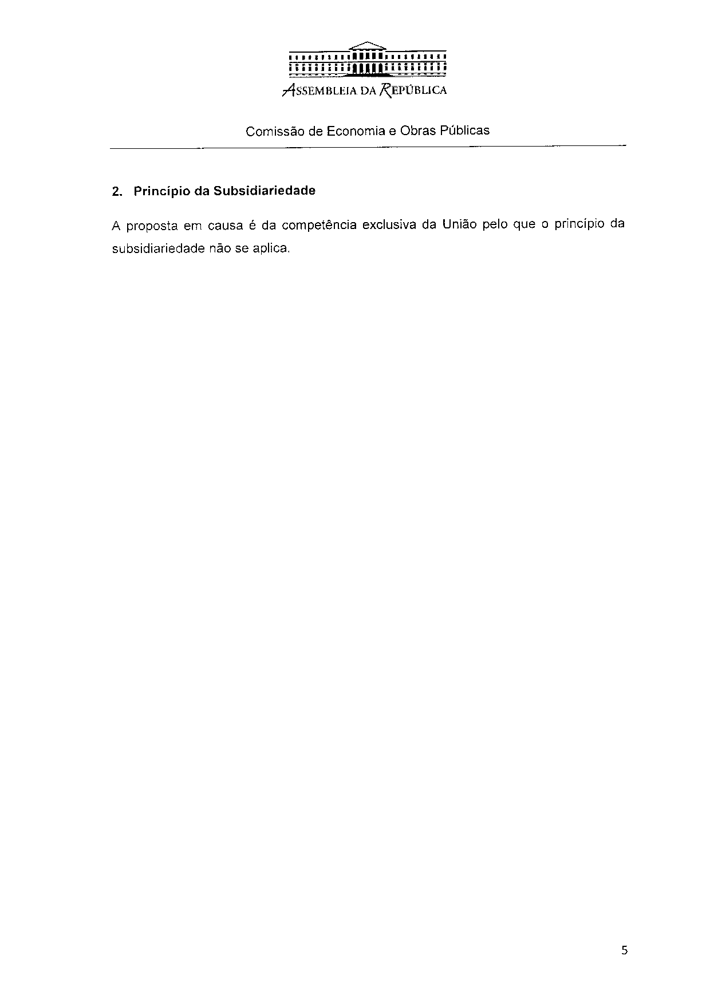 ASSEMBLEIA DA REPÚBLICA
Comissão de Economia e Obras Públicas
2. Princípio da Subsidiariedade
A proposta em causa é da competência exclusiva da União pelo que o princípio da
subsidiariedade não se aplica.
5